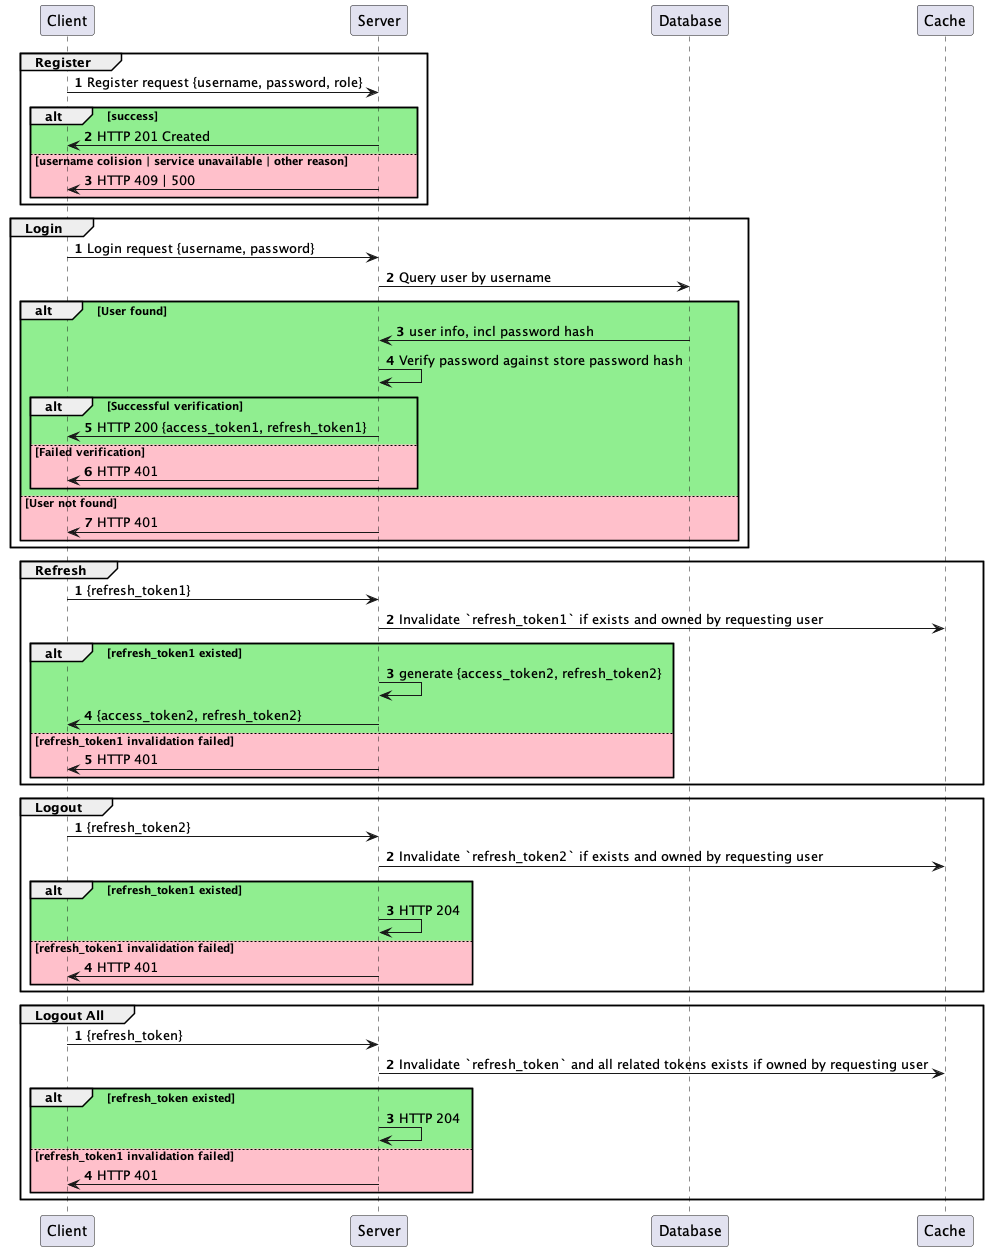 Client Server Database Cache
Register
1 Register request {username, password, role}
alt [success]
2 HTTP 201 Created
[username colision | service unavailable | other reason]
3 HTTP 409 | 500
Login
1 Login request {username, password}
2 Query user by username
alt [User found]
3 user info, incl password hash
4 Verify password against store password hash
alt [Successful verification]
5 HTTP 200 {access_token1, refresh_token1}
[Failed verification]
6 HTTP 401
[User not found]
7 HTTP 401
Refresh
1 {refresh_token1}
2 Invalidate `refresh_token1` if exists and owned by requesting user
alt [refresh_token1 existed]
3 generate {access_token2, refresh_token2}
4 {access_token2, refresh_token2}
[refresh_token1 invalidation failed]
5 HTTP 401
Logout
1 {refresh_token2}
2 Invalidate `refresh_token2` if exists and owned by requesting user
alt [refresh_token1 existed]
3 HTTP 204
[refresh_token1 invalidation failed]
4 HTTP 401
Logout All
1 {refresh_token}
2 Invalidate `refresh_token` and all related tokens exists if owned by requesting user
alt [refresh_token existed]
3 HTTP 204
[refresh_token1 invalidation failed]
4 HTTP 401
Client Server Database Cache